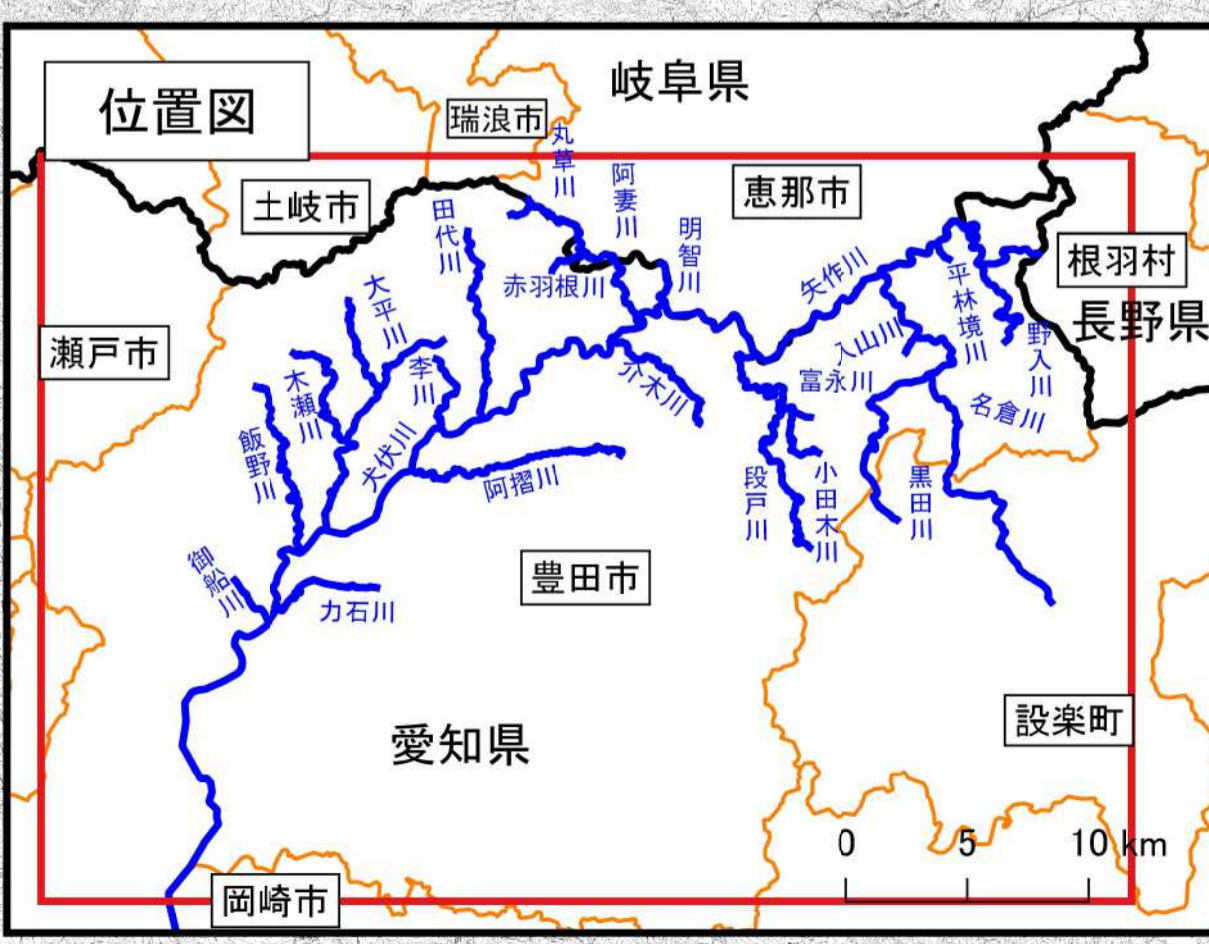 位置図
岐阜県
瑞浪市
丸草川
土岐市
田代川
阿妻川
恵那市
明智川
矢作川
根羽村
長野県
赤羽根川
大平川
平林境川
野入川
瀬戸市
入山川
富永川
李川
介木川
名倉川
木瀬川
飯野川
犬伏川
阿摺川
段戸川
小田木川
黒田川
御船川
豊田市
力石川
愛知県
設楽町
0 5 10 km
岡崎市